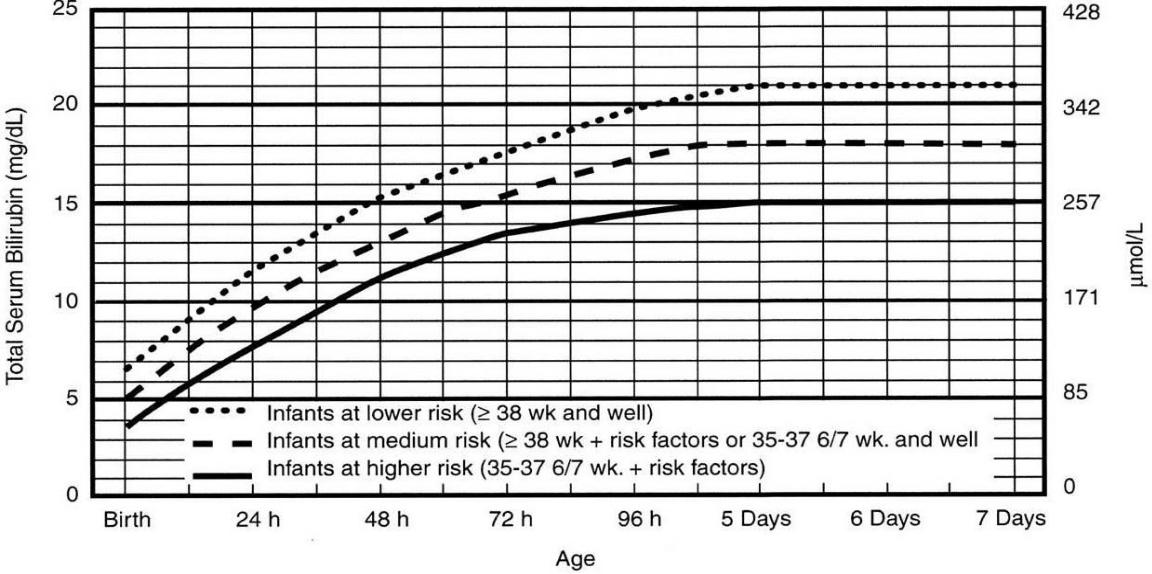 25
20
15
10
5
0
Total Serum Bilirubin (mg/dL)
428
342
257
171
85
0
µmol/L
Infants at lower risk (≥ 38 wk and well)
Infants at medium risk (≥ 38 wk + risk factors or 35-37 6/7 wk. and well
Infants at higher risk (35-37 6/7 wk. + risk factors)
Birth 24 h 48 h 72 h 96 h 5 Days 6 Days 7 Days
Age